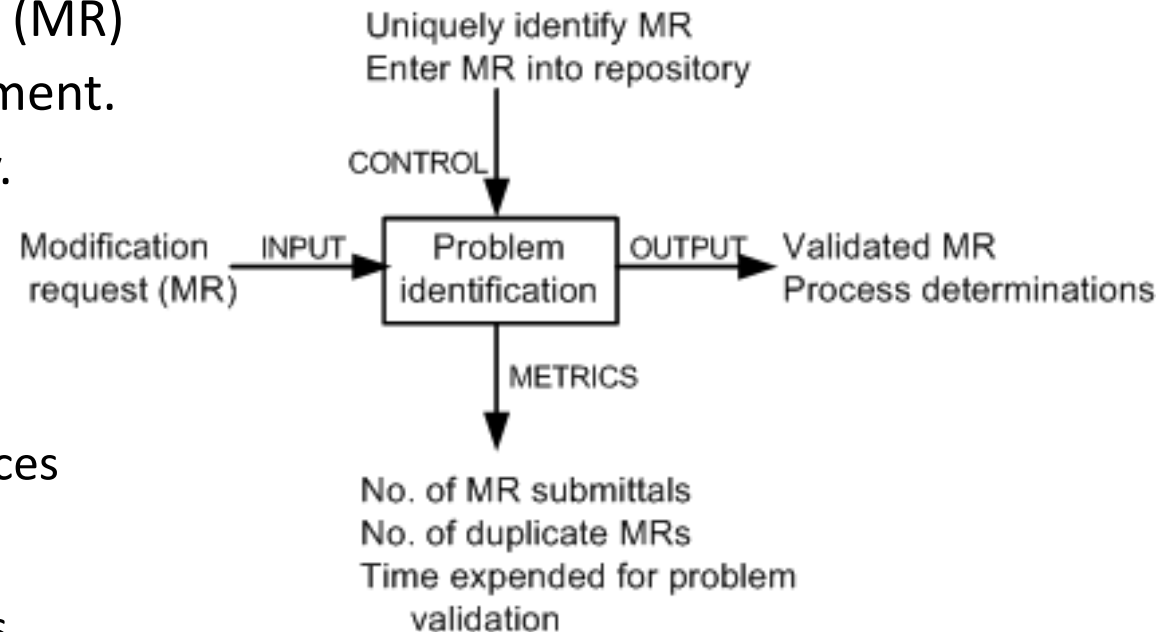 (MR)
ment.
.
ces
s
Uniquely identify MR
Enter MR into repository
CONTROL
Modification
request (MR)
INPUT
Problem
identification
OUTPUT
Validated MR
Process determinations
METRICS
No. of MR submittals
No. of duplicate MRs
Time expended for problem
validation